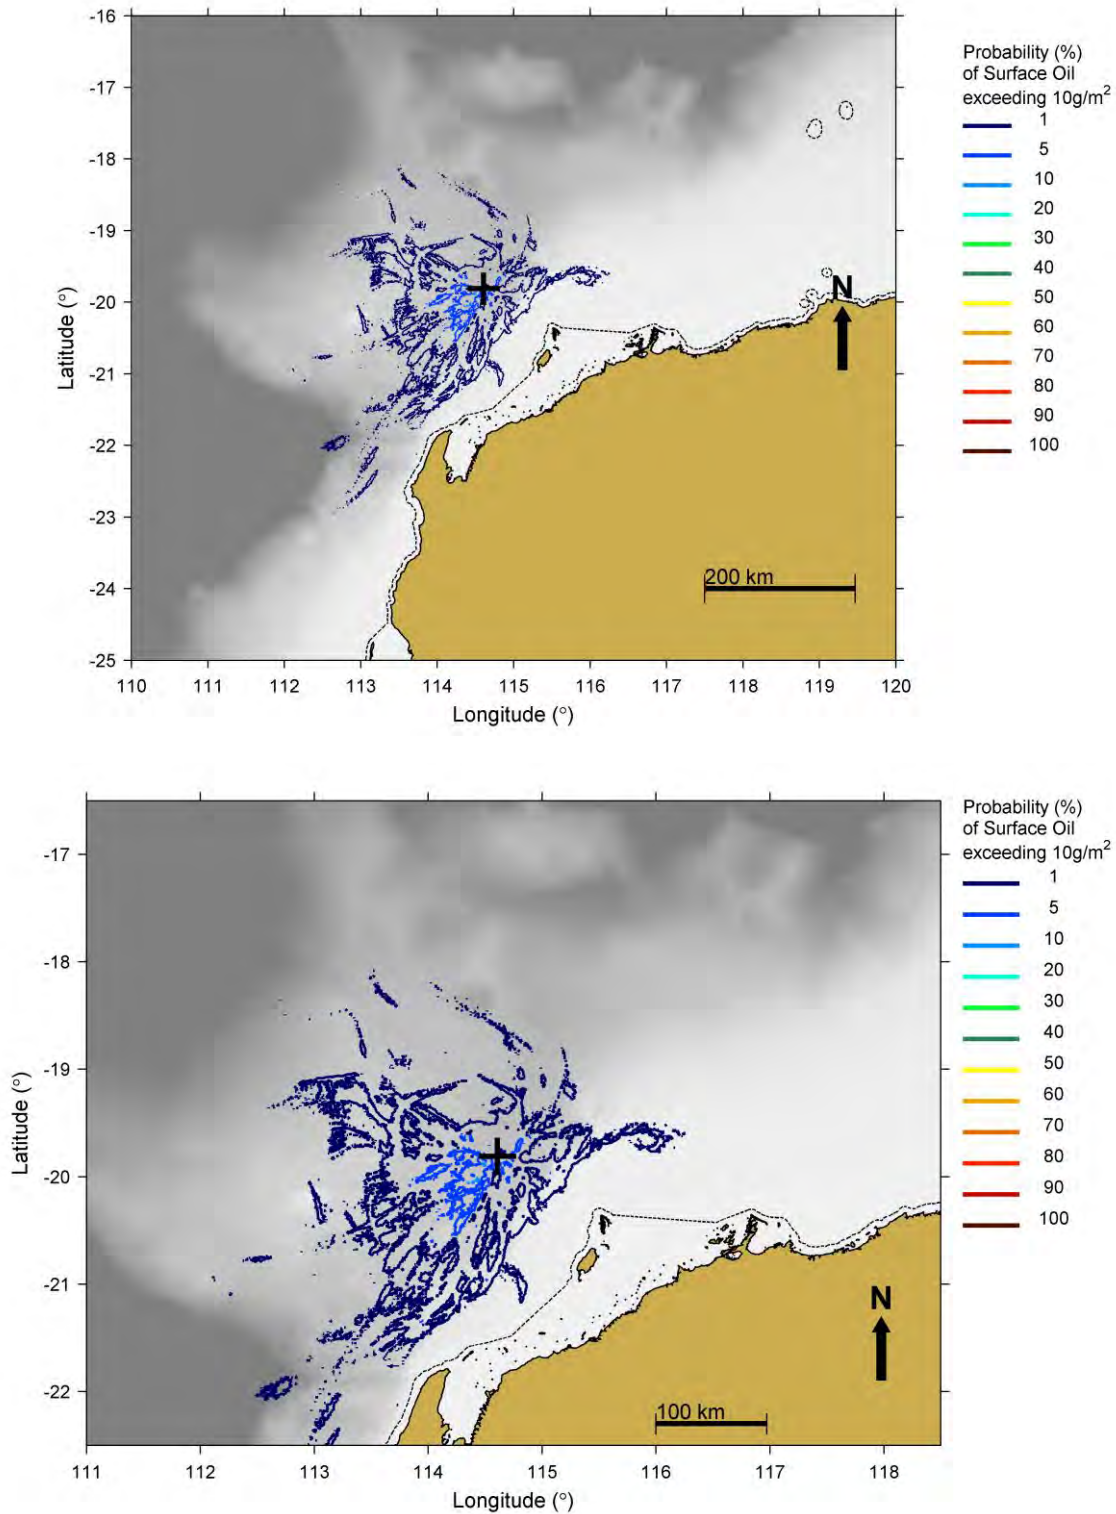 -16
-17
-18
-19
-20
-21
-22
-23
-24
-25
Latitude (°)
110 111 112 113 114 115 116 117 118 119 120
Longitude (°)
N
200 km
Probability (%)
of Surface Oil
exceeding 10g/m²
1
5
10
20
30
40
50
60
70
80
90
100
-17
-18
-19
-20
-21
-22
Latitude (°)
111 112 113 114 115 116 117 118
Longitude (°)
N
100 km
Probability (%)
of Surface Oil
exceeding 10g/m²
1
5
10
20
30
40
50
60
70
80
90
100